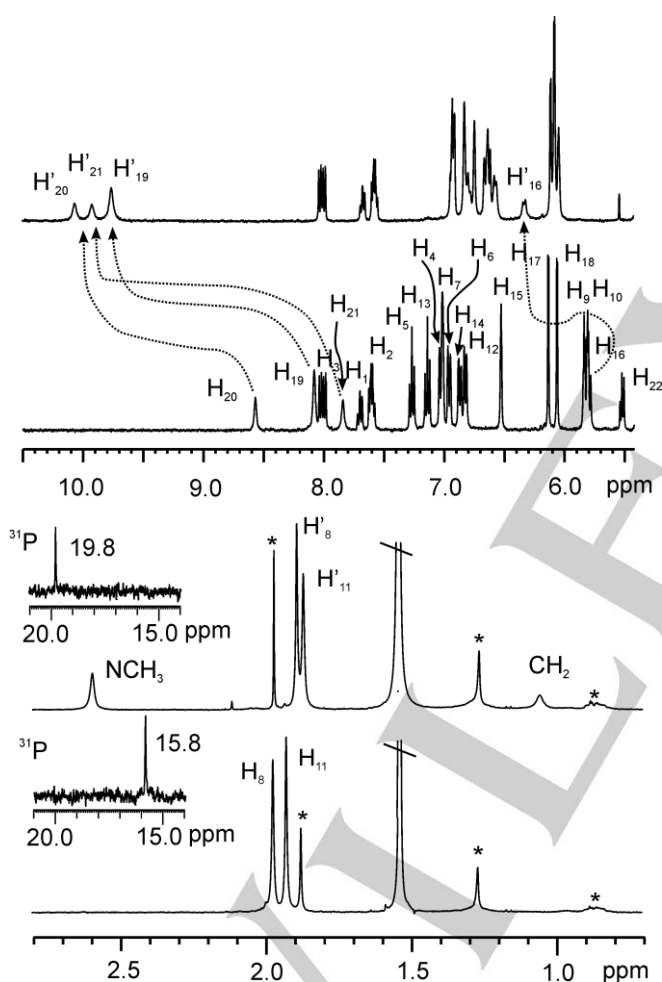 H'20 H'21 H'19 H'16
H20 H19 H3 H21 H1 H2 H5 H13 H4 H7 H6 H14 H12 H15 H17 H18 H9 H10 H16 H22
10.0 9.0 8.0 7.0 6.0 ppm
31P 19.8
20.0 15.0 ppm
NCH3 * H'8 H'11 * CH2 *
31P 15.8
20.0 15.0 ppm
H8 H11 * * *
2.5 2.0 1.5 1.0 ppm